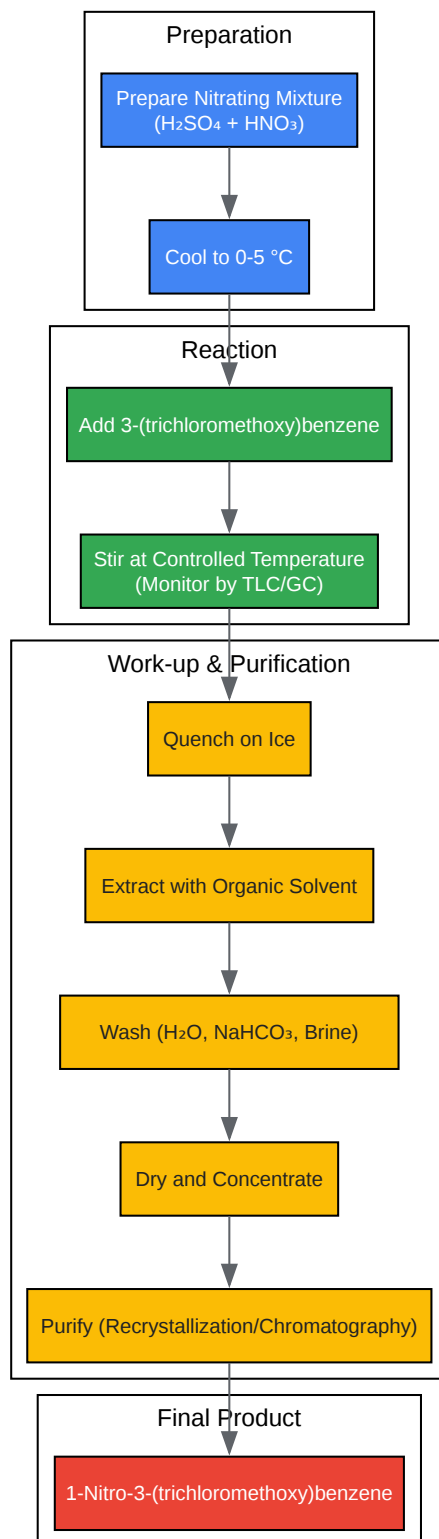 Preparation
Prepare Nitrating Mixture
(H₂SO₄ + HNO₃)
Cool to 0-5 °C
Reaction
Add 3-(trichloromethoxy)benzene
Stir at Controlled Temperature
(Monitor by TLC/GC)
Work-up & Purification
Quench on Ice
Extract with Organic Solvent
Wash (H₂O, NaHCO₃, Brine)
Dry and Concentrate
Purify (Recrystallization/Chromatography)
Final Product
1-Nitro-3-(trichloromethoxy)benzene